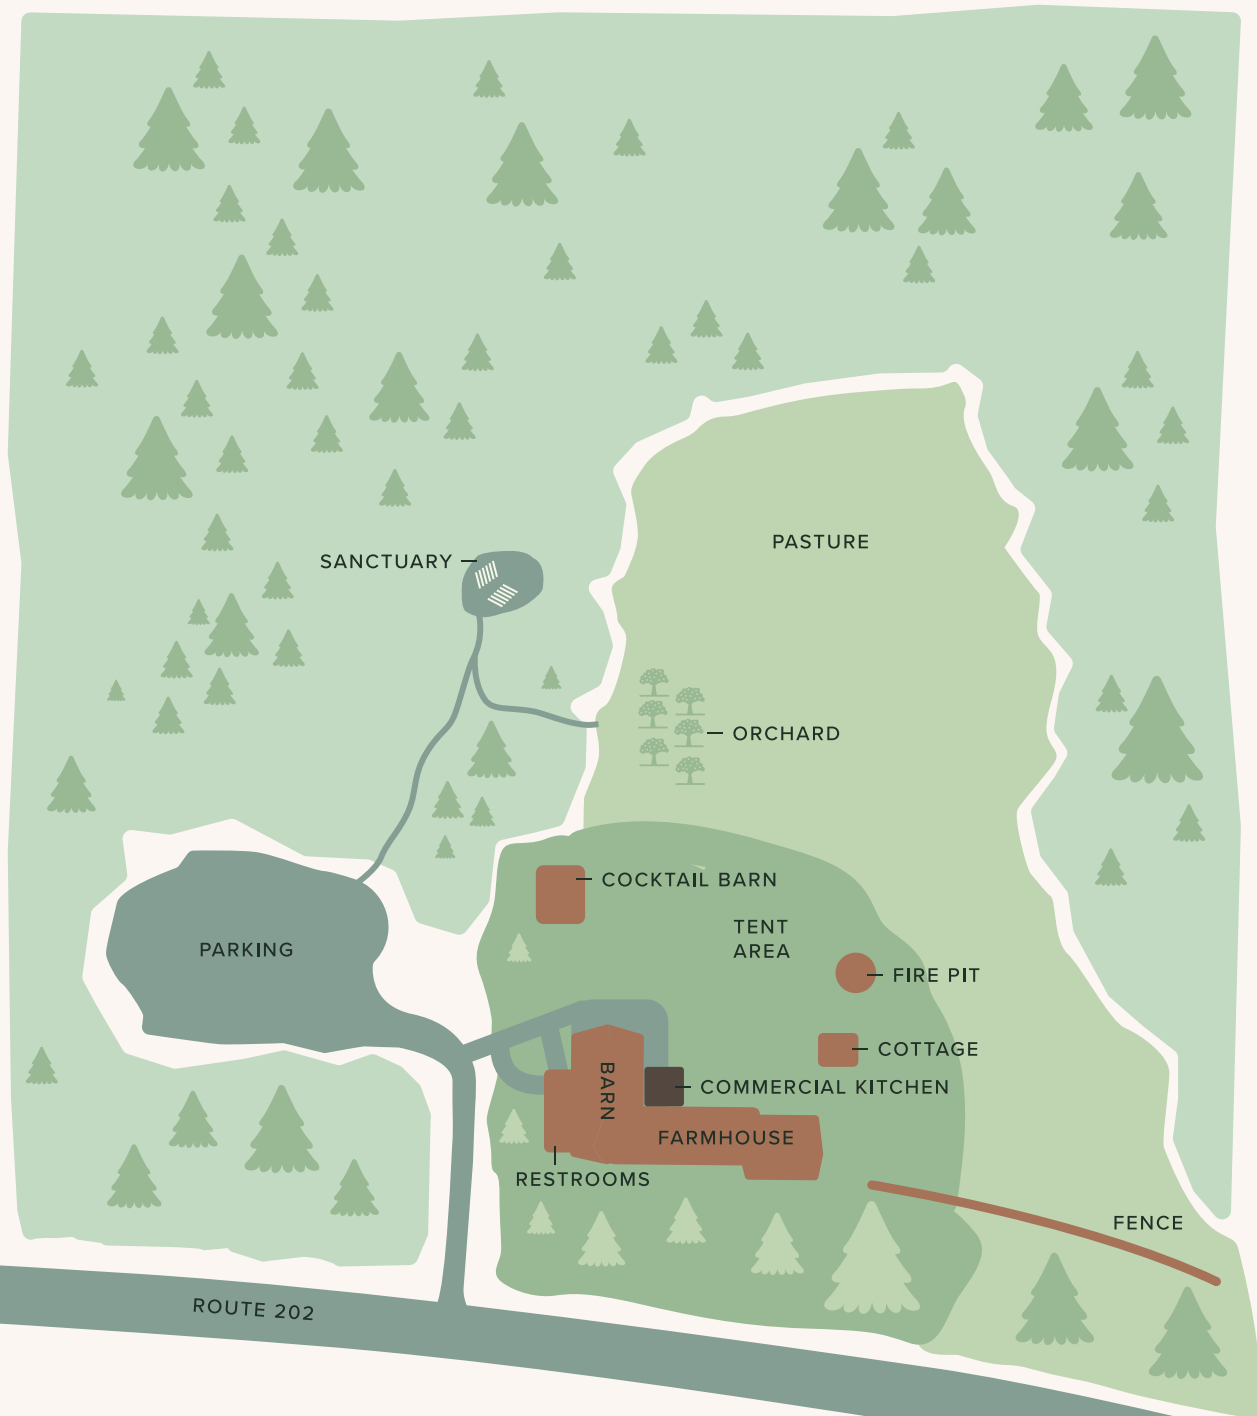 PASTURE
SANCTUARY
ORCHARD
COCKTAIL BARN
TENT
AREA
PARKING
FIRE PIT
COTTAGE
BARN
COMMERCIAL KITCHEN
FARMHOUSE
RESTROOMS
FENCE
ROUTE 202